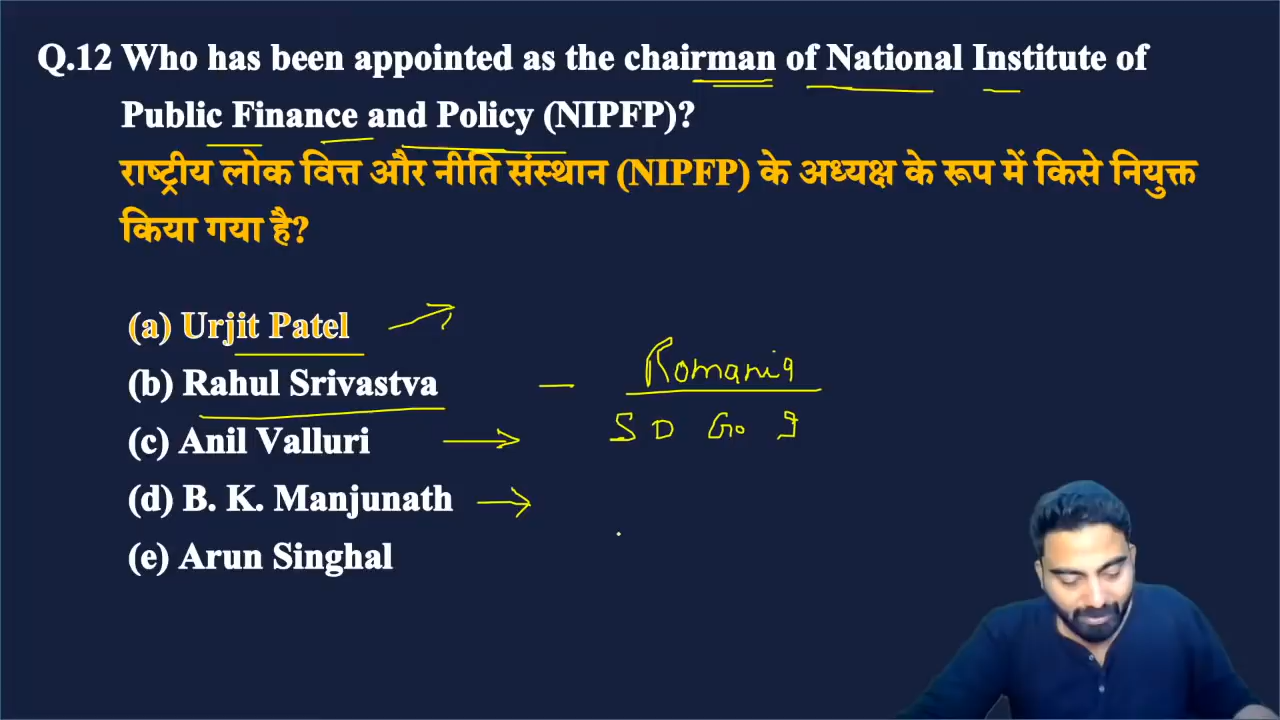 Q.12 Who has been appointed as the chairman of National Institute of
Public Finance and Policy (NIPFP)?
राष्ट्रीय लोक वित्त और नीति संस्थान (NIPFP) के अध्यक्ष के रूप में किसे नियुक्त
किया गया है?
(a) Urjit Patel
(b) Rahul Srivastva
Romania
(c) Anil Valluri
S D Go I
(d) B. K. Manjunath
(e) Arun Singhal